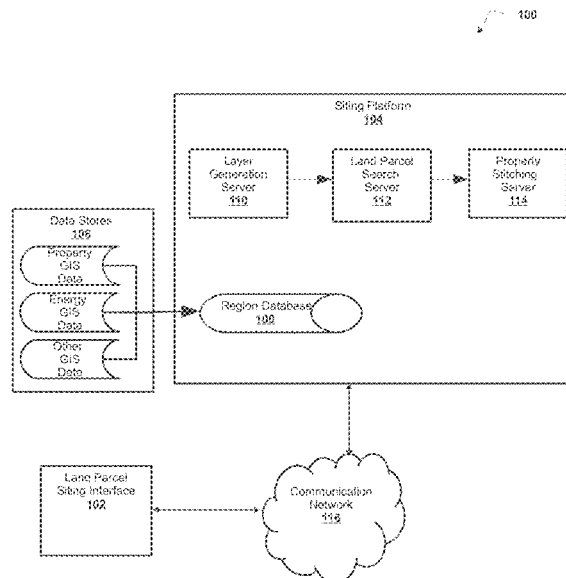 100
Siting Platform
104
Layer
Generation
Server
110
Land Parcel
Search
Server
112
Property
Stitching
Server
114
Data Stores
106
Property
GIS
Data
Energy
GIS
Data
Other
GIS
Data
Region Database
108
Land Parcel
Siting Interface
102
Communication
Network
116